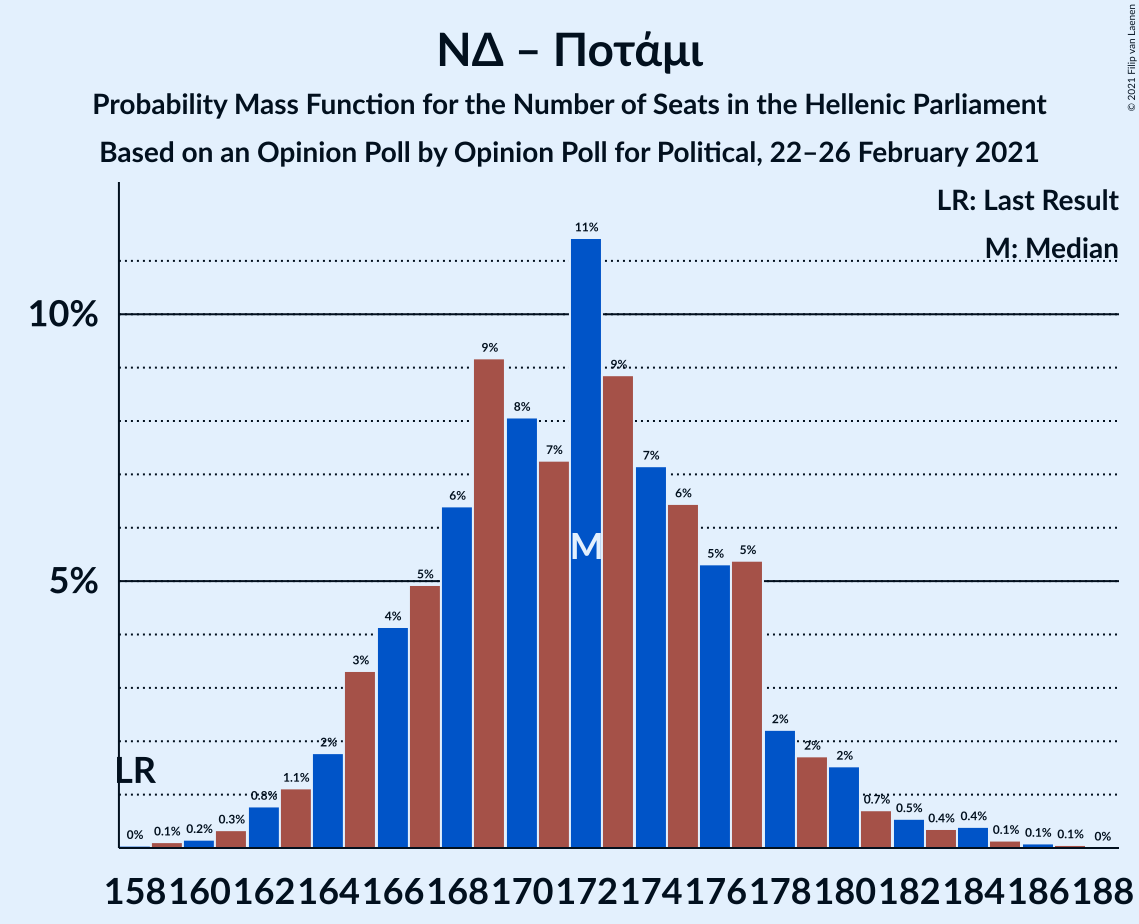 ΝΔ – Ποτάμι
Probability Mass Function for the Number of Seats in the Hellenic Parliament
Based on an Opinion Poll by Opinion Poll for Political, 22–26 February 2021
© 2021 Filip van Laenen
LR: Last Result
M: Median
10%
5%
LR
M
0% 0.1% 0.2% 0.3% 0.8% 1.1% 2% 3% 4% 5% 6% 9% 8% 7% 11% 9% 7% 6% 5% 5% 2% 2% 2% 0.7% 0.5% 0.4% 0.4% 0.1% 0.1% 0.1% 0%
158 160 162 164 166 168 170 172 174 176 178 180 182 184 186 188